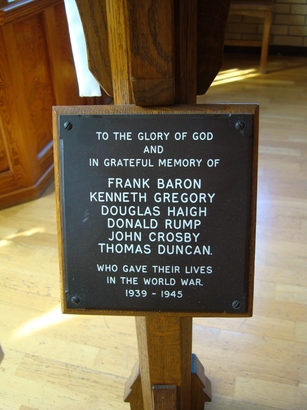 TO THE GLORY OF GOD
AND
IN GRATEFUL MEMORY OF
FRANK BARON
KENNETH GREGORY
DOUGLAS HAIGH
DONALD RUMP
JOHN CROSBY
THOMAS DUNCAN.
WHO GAVE THEIR LIVES
IN THE WORLD WAR.
1939 - 1945